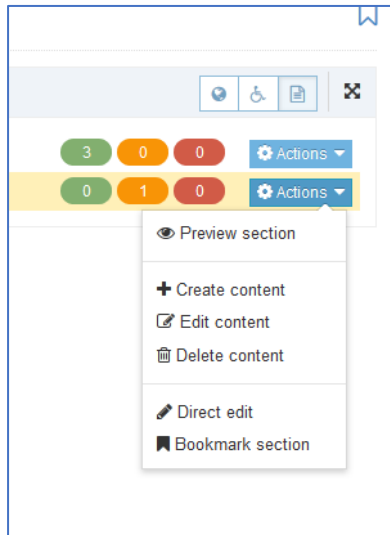 3 0 0 Actions
0 1 0 Actions
Preview section
Create content
Edit content
Delete content
Direct edit
Bookmark section